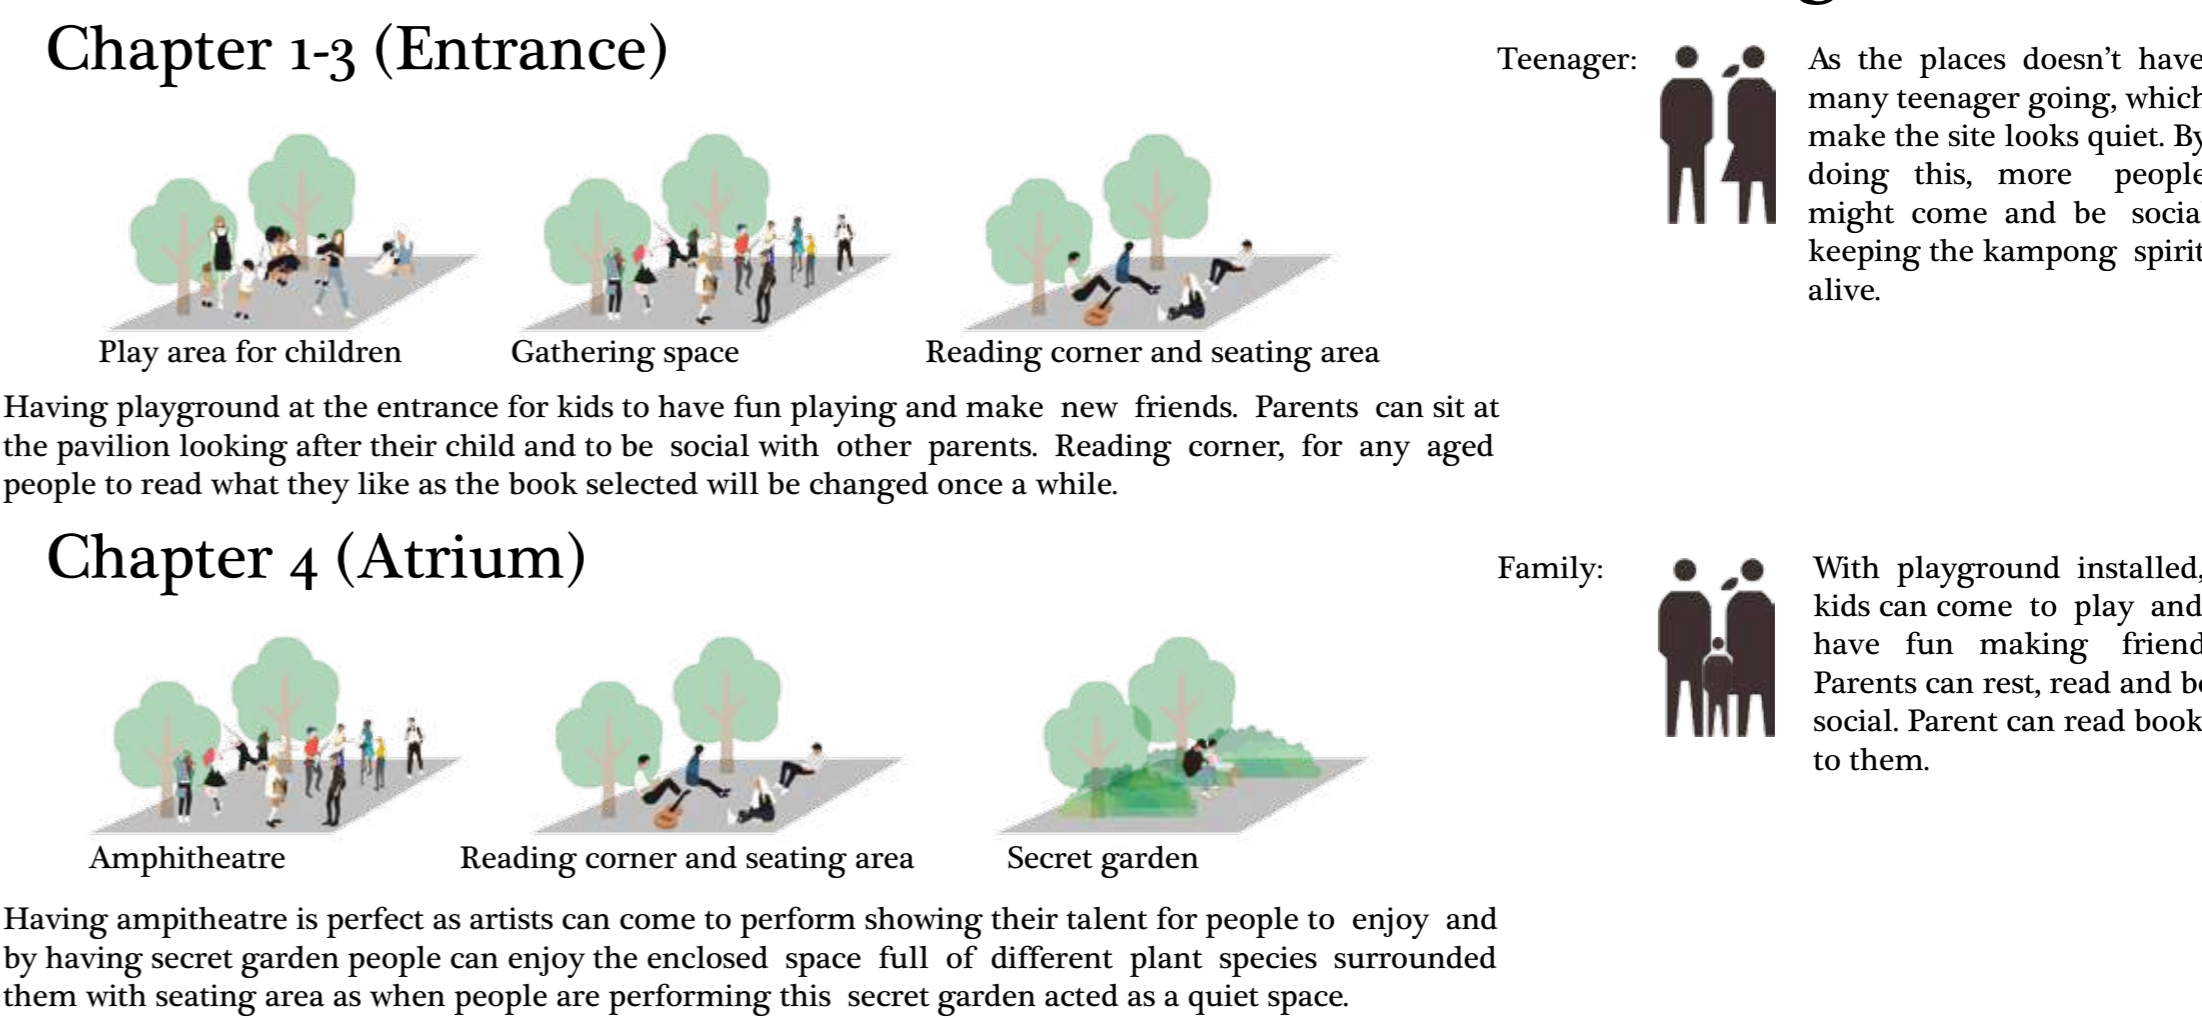 Chapter 1-3 (Entrance)
Play area for children
Gathering space
Reading corner and seating area
Having playground at the entrance for kids to have fun playing and make new friends. Parents can sit at
the pavilion looking after their child and to be social with other parents. Reading corner, for any aged
people to read what they like as the book selected will be changed once a while.
Teenager:
As the places doesn't have
many teenager going, which
make the site looks quiet. By
doing this, more people
might come and be social
keeping the kampong spirit
alive.
Chapter 4 (Atrium)
Amphitheatre
Reading corner and seating area
Secret garden
Having ampitheatre is perfect as artists can come to perform showing their talent for people to enjoy and
by having secret garden people can enjoy the enclosed space full of different plant species surrounded
them with seating area as when people are performing this secret garden acted as a quiet space.
Family:
With playground installed,
kids can come to play and
have fun making friend
Parents can rest, read and be
social. Parent can read book
to them.